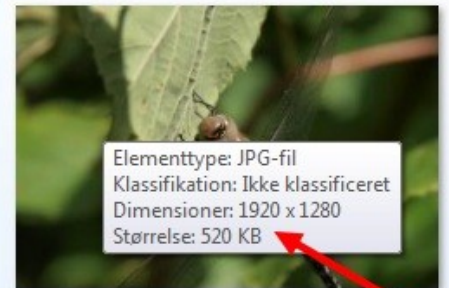 Elementtype: JPG-fil
Klassifikation: Ikke klassificeret
Dimensioner: 1920 x 1280
Størrelse: 520 KB